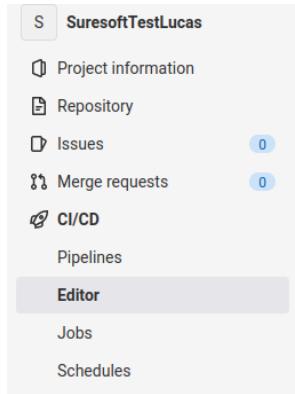 S SuresoftTestLucas
Project information
Repository
Issues 0
Merge requests 0
CI/CD
Pipelines
Editor
Jobs
Schedules